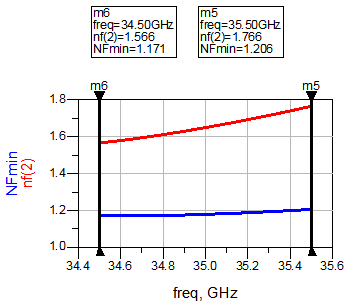 m6
freq=34.50GHz
nf(2)=1.566
NFmin=1.171
m5
freq=35.50GHz
nf(2)=1.766
NFmin=1.206
m6
m5
1.8
1.6
1.4
1.2
1.0
NFmin
nf(2)
34.4
34.6
34.8
35.0
35.2
35.4
35.6
freq, GHz